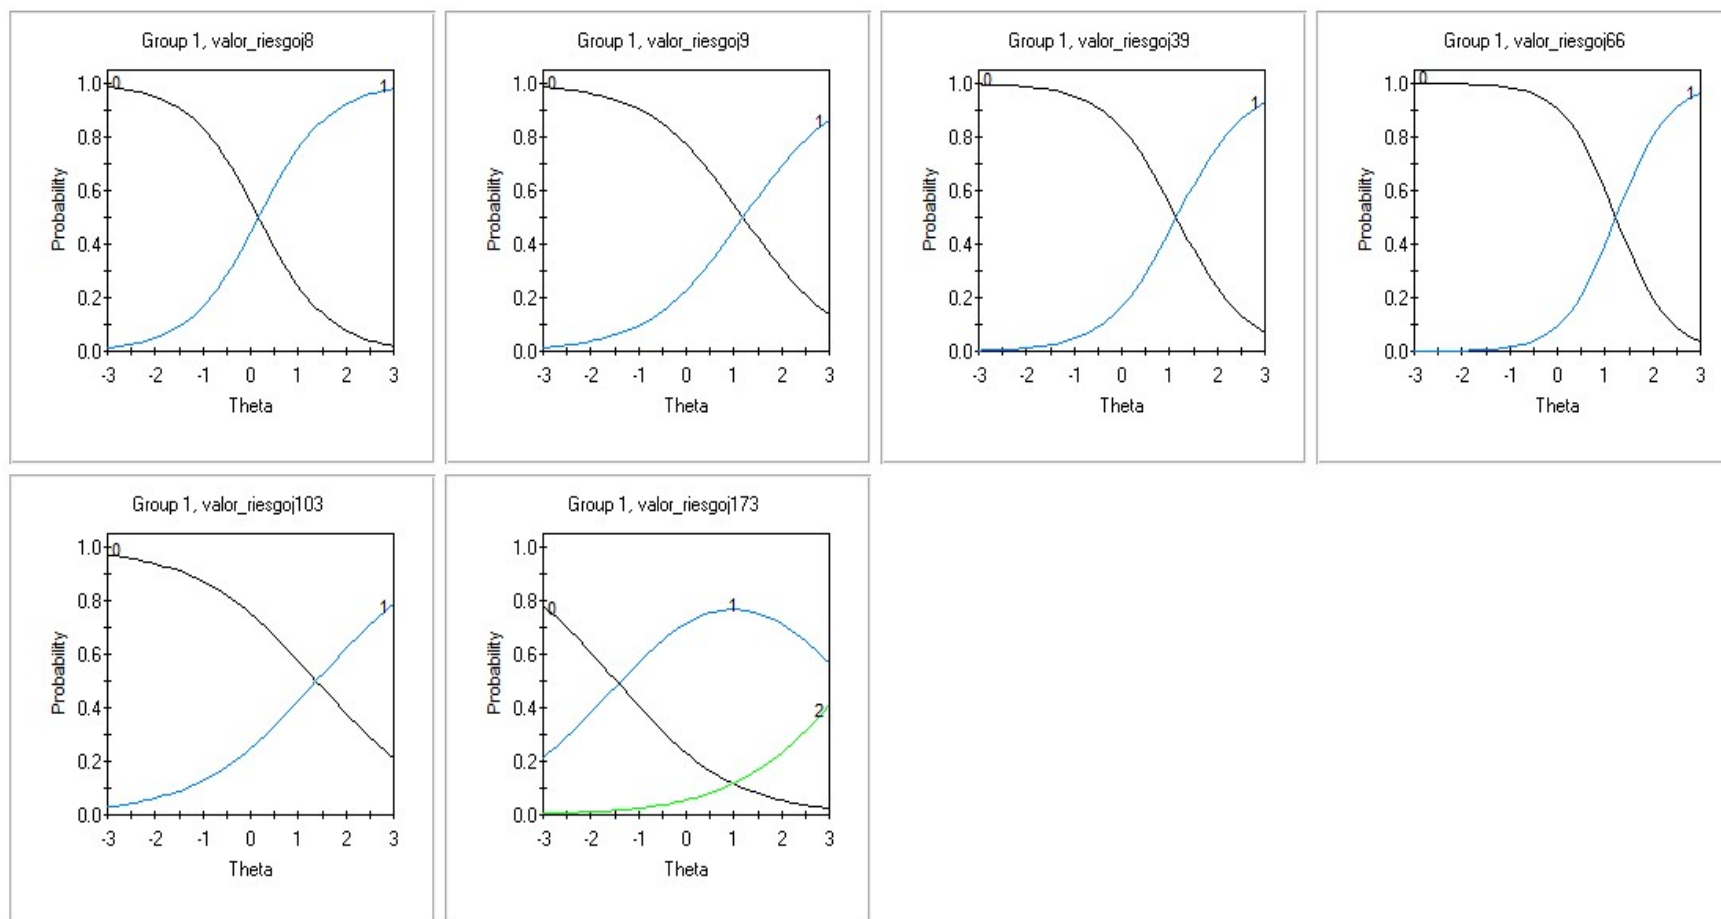 Group 1, valor_riesgoj8
1.0
0.8
0.6
0.4
0.2
0.0
Probability
0
1
-3 -2 -1 0 1 2 3
Theta
Group 1, valor_riesgoj9
1.0
0.8
0.6
0.4
0.2
0.0
Probability
0
1
-3 -2 -1 0 1 2 3
Theta
Group 1, valor_riesgoj39
1.0
0.8
0.6
0.4
0.2
0.0
Probability
0
1
-3 -2 -1 0 1 2 3
Theta
Group 1, valor_riesgoj66
1.0
0.8
0.6
0.4
0.2
0.0
Probability
0
1
-3 -2 -1 0 1 2 3
Theta
Group 1, valor_riesgoj103
1.0
0.8
0.6
0.4
0.2
0.0
Probability
0
1
-3 -2 -1 0 1 2 3
Theta
Group 1, valor_riesgoj173
1.0
0.8
0.6
0.4
0.2
0.0
Probability
0
1
2
-3 -2 -1 0 1 2 3
Theta